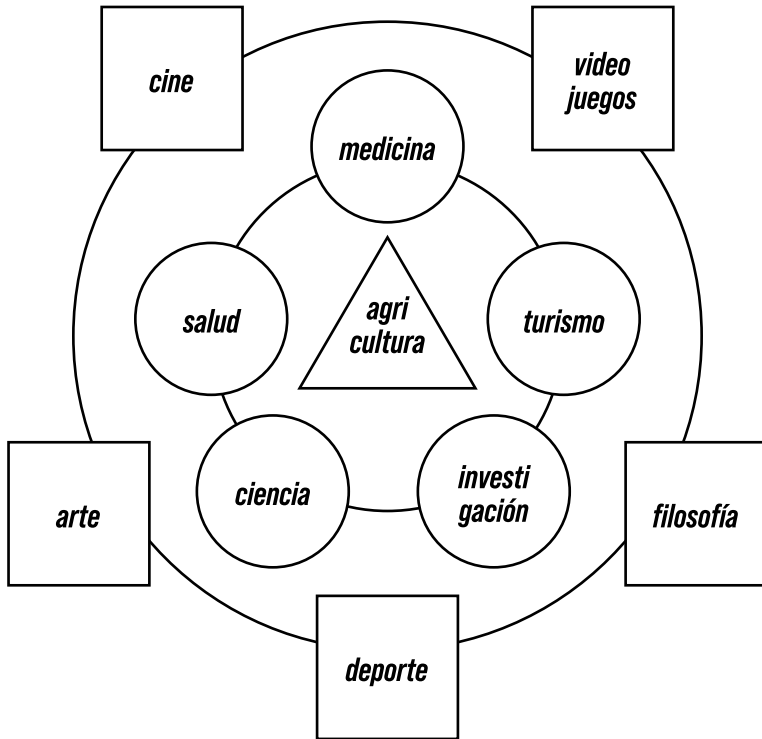 cine
video
juegos
medicina
salud
agri
cultura
turismo
ciencia
investi
gación
arte
filosofía
deporte